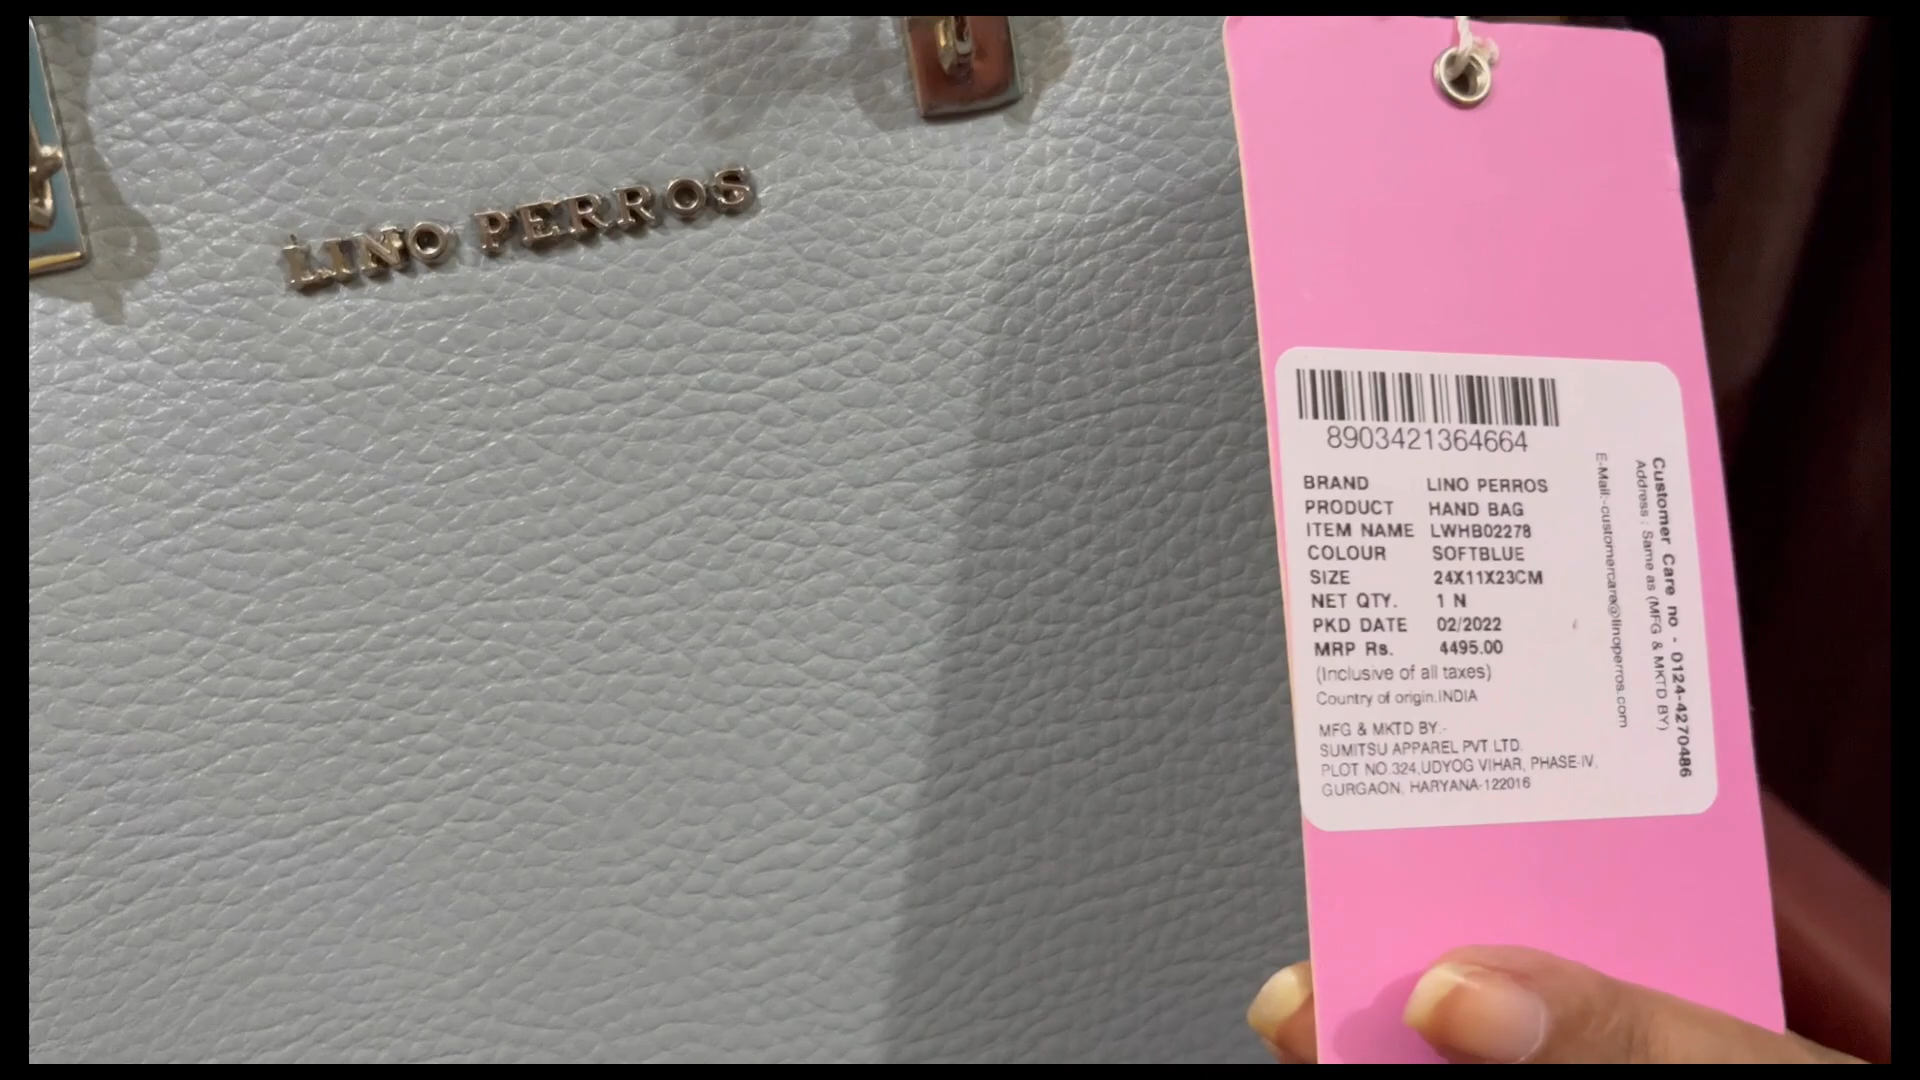 LINO PERROS
8903421364664
BRAND LINO PERROS
PRODUCT HAND BAG
ITEM NAME LWHB02278
COLOUR SOFTBLUE
SIZE 24X11X23CM
NET QTY. 1 N
PKD DATE 02/2022
MRP Rs. 4495.00
(Inclusive of all taxes)
Country of origin.INDIA
MFG & MKTD BY.-
SUMITSU APPAREL PVT.LTD.
PLOT NO.324,UDYOG VIHAR, PHASE-IV,
GURGAON, HARYANA-122016
Customer Care no - 0124-4270486
Address : Same as (MFG & MKTD BY)
E-Mail:-customercare@linoperros.com